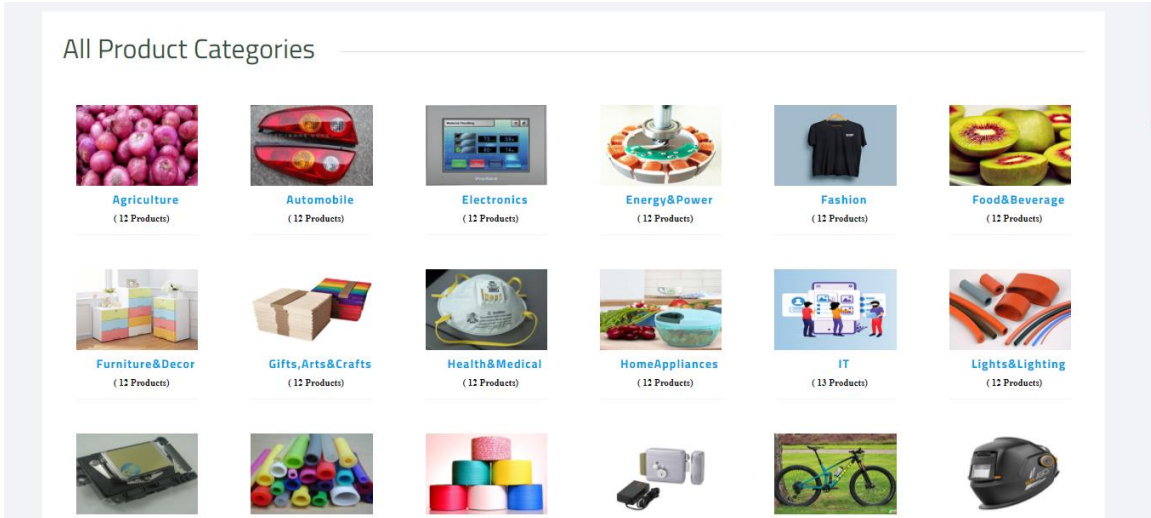 All Product Categories
Agriculture
( 12 Products)
Automobile
( 12 Products)
Electronics
( 12 Products)
Energy&Power
( 12 Products)
Fashion
( 12 Products)
Food&Beverage
( 12 Products)
Furniture&Decor
( 12 Products)
Gifts,Arts&Crafts
( 12 Products)
Health&Medical
( 12 Products)
HomeAppliances
( 12 Products)
IT
( 13 Products)
Lights&Lighting
( 12 Products)